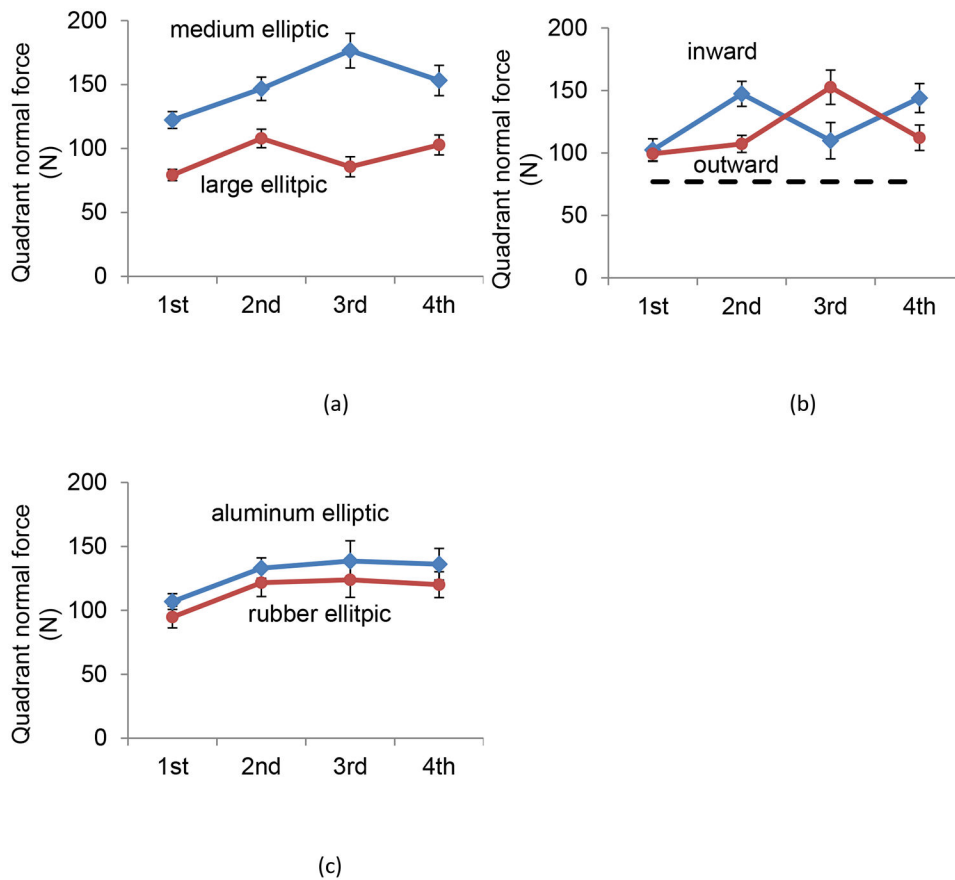 200
150
100
50
0
Quadrant normal force
(N)
medium elliptic
large ellitpic
1st 2nd 3rd 4th
(a)
200
150
100
50
0
Quadrant normal force
(N)
inward
outward
1st 2nd 3rd 4th
(b)
200
150
100
50
0
Quadrant normal force
(N)
aluminum elliptic
rubber ellitpic
1st 2nd 3rd 4th
(c)